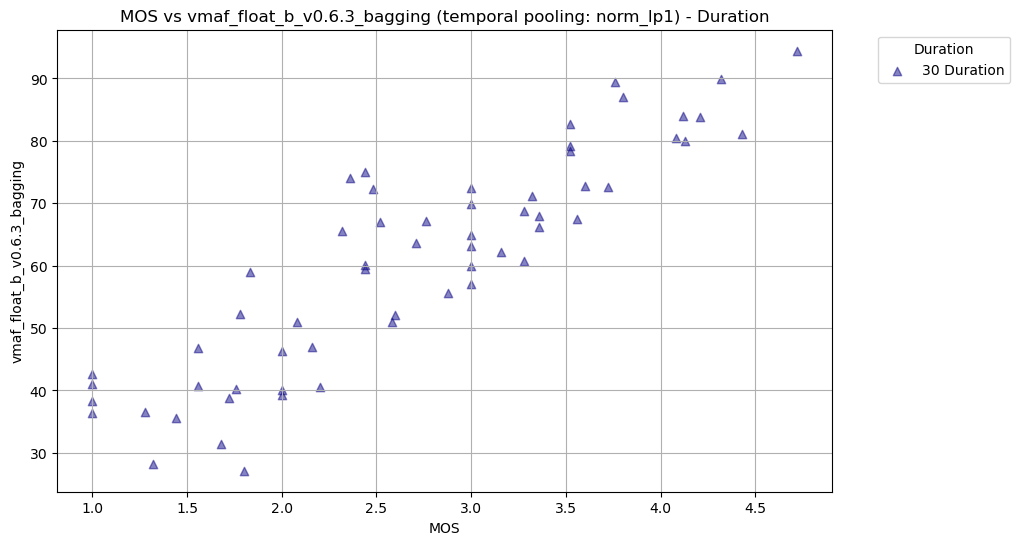 MOS vs vmaf_float_b_v0.6.3_bagging (temporal pooling: norm_lp1) - Duration
Duration
30 Duration
vmaf_float_b_v0.6.3_bagging
90
80
70
60
50
40
30
1.0 1.5 2.0 2.5 3.0 3.5 4.0 4.5
MOS